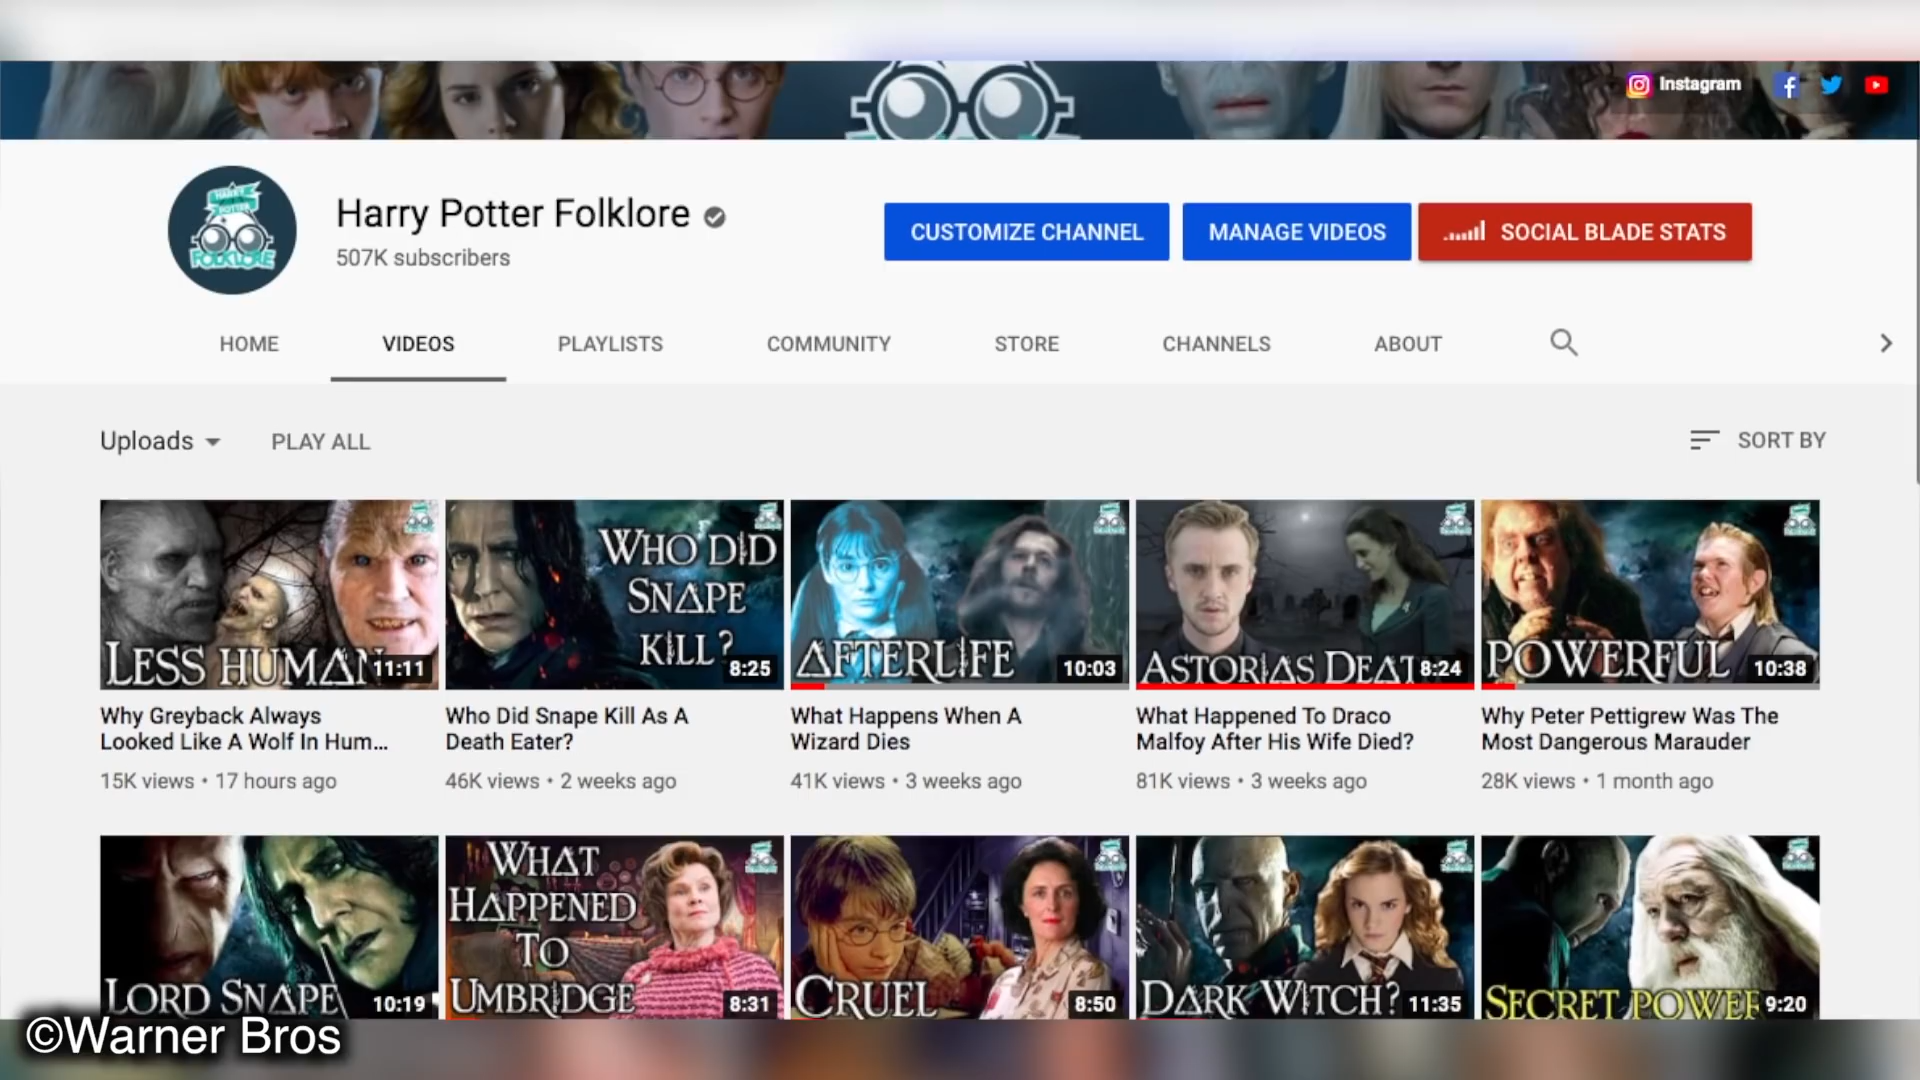 Instagram
HARRY
POTTER
FOLKLORE
Harry Potter Folklore
507K subscribers
CUSTOMIZE CHANNEL
MANAGE VIDEOS
SOCIAL BLADE STATS
HOME
VIDEOS
PLAYLISTS
COMMUNITY
STORE
CHANNELS
ABOUT
Uploads
PLAY ALL
SORT BY
LESS HUMAN
11:11
WHO DID
SNAPE
KILL?
8:25
AFTERLIFE
10:03
ASTORIAS DEAT
8:24
POWERFUL
10:38
Why Greyback Always
Looked Like A Wolf In Hum...
15K views • 17 hours ago
Who Did Snape Kill As A
Death Eater?
46K views • 2 weeks ago
What Happens When A
Wizard Dies
41K views • 3 weeks ago
What Happened To Draco
Malfoy After His Wife Died?
81K views • 3 weeks ago
Why Peter Pettigrew Was The
Most Dangerous Marauder
28K views • 1 month ago
LORD SNAPE
10:19
WHAT
HAPPENED
TO
UMBRIDGE
8:31
CRUEL
8:50
DARK WITCH?
11:35
SECRET POWER
9:20
©Warner Bros